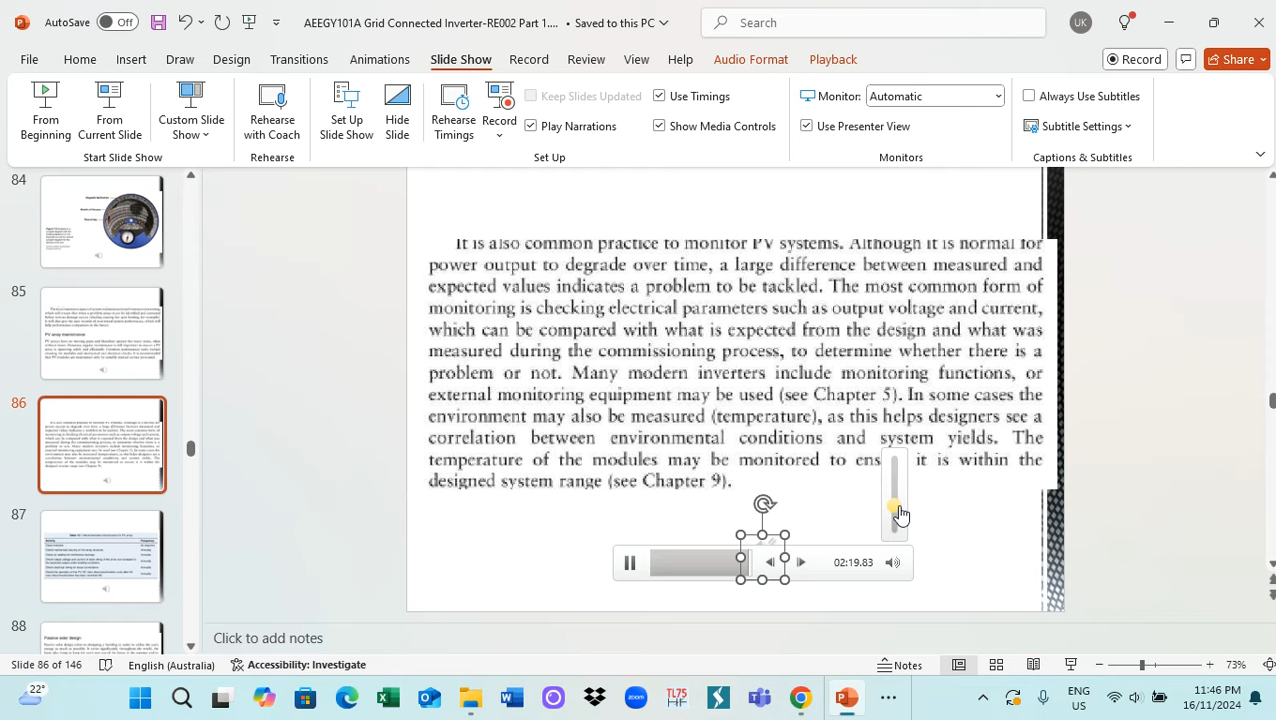 AutoSave Off AEEGY101A Grid Connected Inverter-RE002 Part 1.... • Saved to this PC Search UK
File Home Insert Draw Design Transitions Animations Slide Show rd Review View Help Audio Format Playback Record Share
From Beginning
From Current Slide
Custom Slide Show
Start Slide Show
Rehearse with Coach
Rehearse
Set Up Slide Show
Hide Slide
Rehearse Timings
Record
Keep Slides Updated
Play Narrations
Use Timings
Show Media Controls
Set Up
Monitor: Automatic
Use Presenter View
Monitors
Always Use Subtitles
Subtitle Settings
Captions & Subtitles
84
85
PV array maintenance
86
87
88
Passive solar design
It is also common practice to monitor PV systems. Although it is normal for
power output to degrade over time, a large difference between measured and
expected values indicates a problem to be tackled. The most common form of
monitoring is checking electrical parameters such as output voltage and current,
which can be compared with what is expected from the design and what was
measured during the commissioning process, to determine whether there is a
problem or not. Many modern inverters include monitoring functions, or
external monitoring equipment may be used (see Chapter 5). In some cases the
environment may also be measured (temperature), as this helps designers see a
correlation between environmental conditions and system yields. The
temperature of the modules may be monitored to ens it is within the
designed system range (see Chapter 9).
02:19.83
Click to add notes
Slide 86 of 146 English (Australia) Accessibility: Investigate Notes 73%
22° ENG US 11:46 PM 16/11/2024